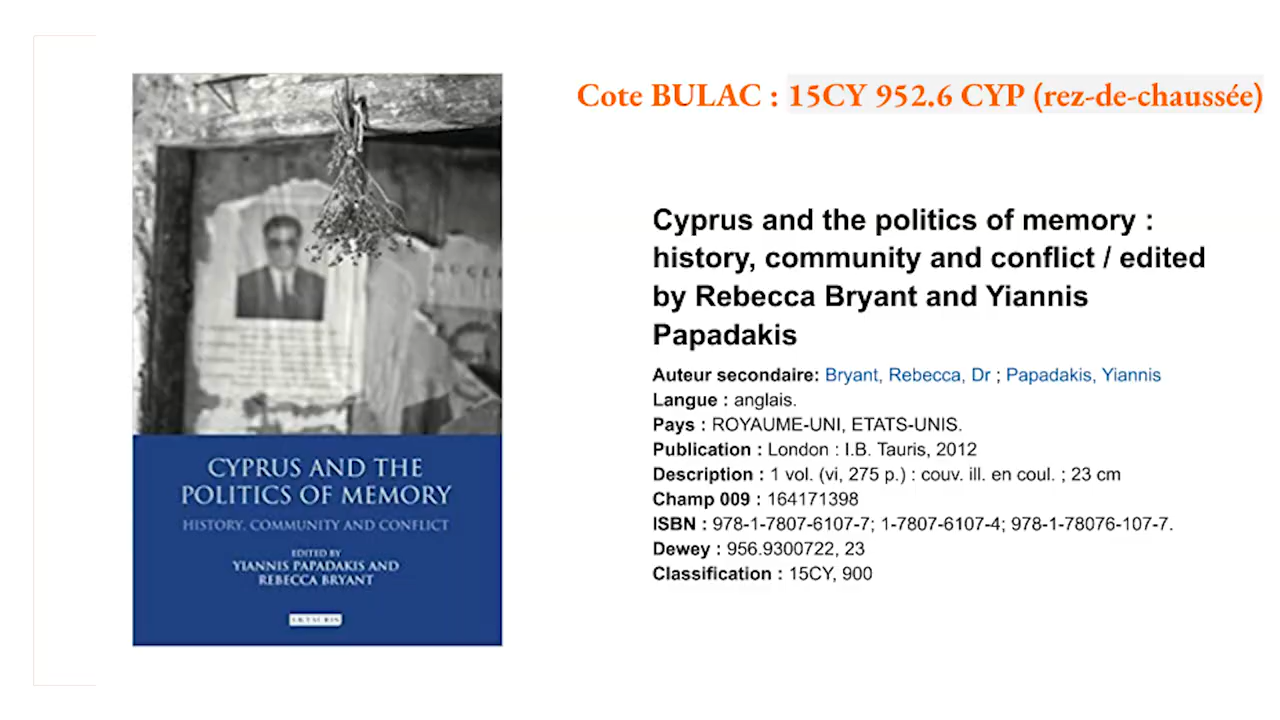 Cote BULAC : 15CY 952.6 CYP (rez-de-chaussée)
Cyprus and the politics of memory :
history, community and conflict / edited
by Rebecca Bryant and Yiannis
Papadakis
Auteur secondaire: Bryant, Rebecca, Dr ; Papadakis, Yiannis
Langue : anglais.
Pays : ROYAUME-UNI, ETATS-UNIS.
Publication : London : I.B. Tauris, 2012
Description : 1 vol. (vi, 275 p.) : couv. ill. en coul. ; 23 cm
Champ 009 : 164171398
ISBN : 978-1-7807-6107-7; 1-7807-6107-4; 978-1-78076-107-7.
Dewey : 956.9300722, 23
Classification : 15CY, 900
CYPRUS AND THE
POLITICS OF MEMORY
HISTORY, COMMUNITY AND CONFLICT
EDITED BY
YIANNIS PAPADAKIS AND
REBECCA BRYANT
I.B.TAURIS